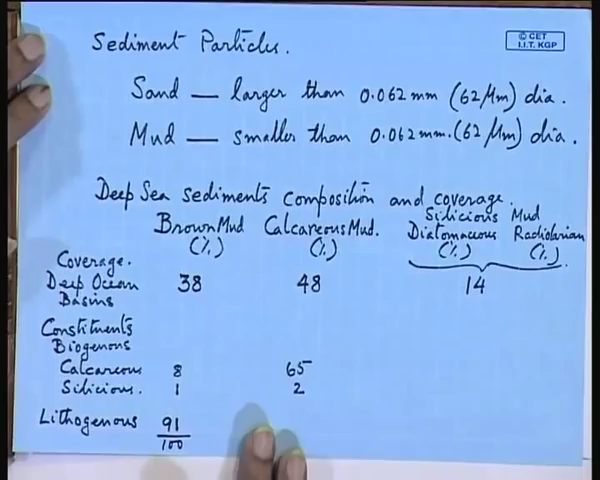 © CET
I.I.T. KGP
Sediment Particles.
Sand — larger than 0.062 mm (62 μm) dia.
Mud — smaller than 0.062 mm. (62 μm) dia.
Deep Sea sediments composition and coverage.
Brown Mud (%) Calcareous Mud. (%) Silicious Mud
Diatomaceous (%) Radiolarian (%)
Coverage.
Deep Ocean Basins 38 48 14
Constituents
Biogenous
Calcareous 8 65
Silicious. 1 2
Lithogenous 91
100